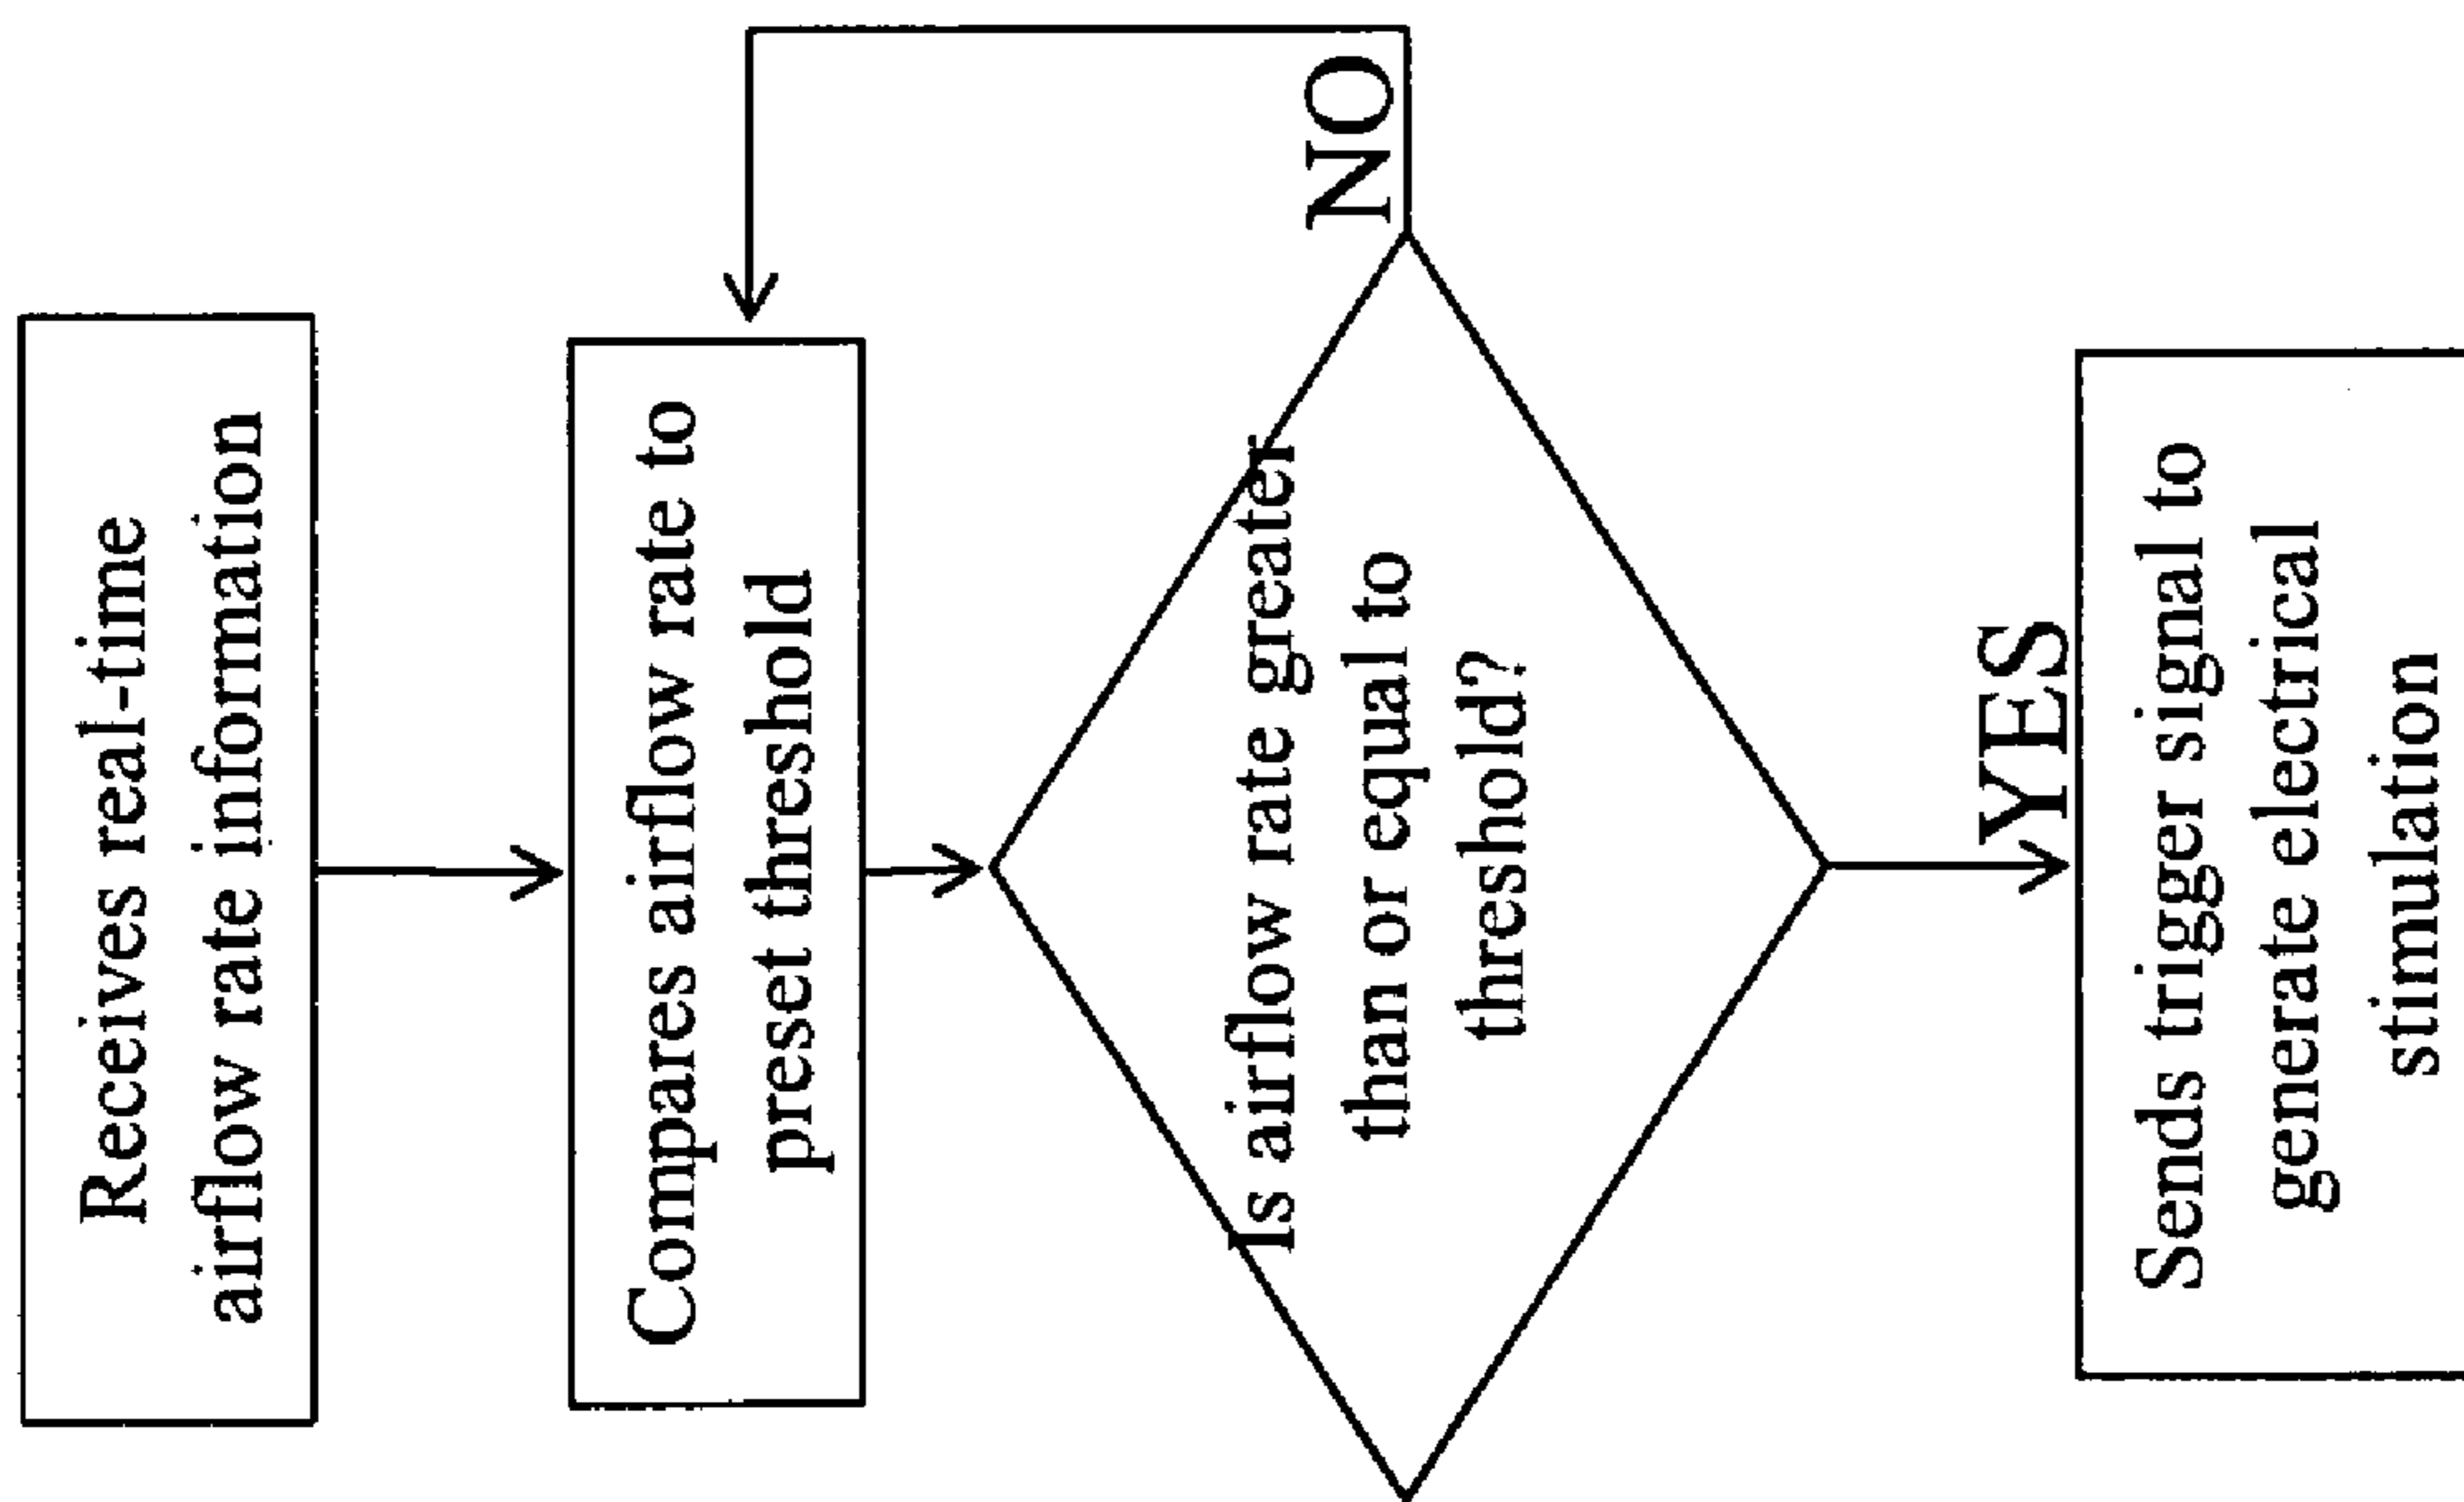 Receives real-time
airflow rate information
Compares airflow rate to
preset threshold
Is airflow rate greater
than or equal to
threshold?
NO
YES
Sends trigger signal to
generate electrical
stimulation